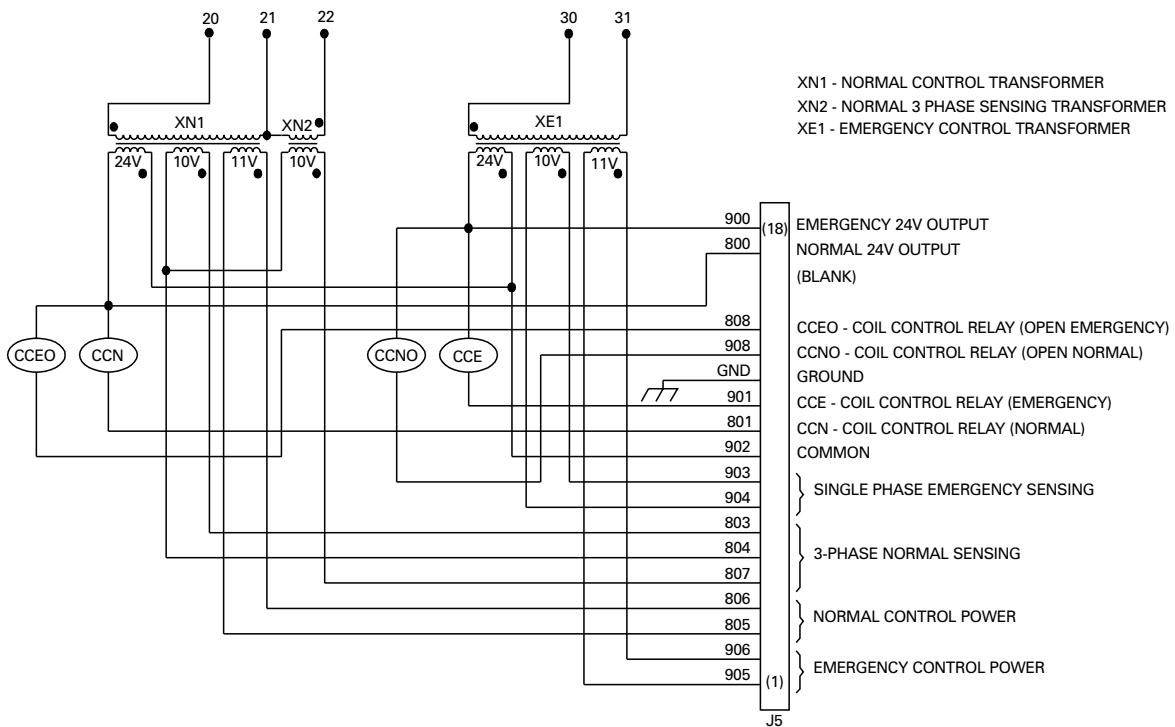 20 21 22 30 31
XN1 - NORMAL CONTROL TRANSFORMER
XN2 - NORMAL 3 PHASE SENSING TRANSFORMER
XE1 - EMERGENCY CONTROL TRANSFORMER
XN1 XN2 XE1
24V 10V 11V 10V 24V 10V 11V
900 (18) EMERGENCY 24V OUTPUT
800 NORMAL 24V OUTPUT
(BLANK)
808 CCEO - COIL CONTROL RELAY (OPEN EMERGENCY)
908 CCNO - COIL CONTROL RELAY (OPEN NORMAL)
CCEO CCN CCNO CCE
GND GROUND
901 CCE - COIL CONTROL RELAY (EMERGENCY)
801 CCN - COIL CONTROL RELAY (NORMAL)
902 COMMON
903
904
SINGLE PHASE EMERGENCY SENSING
803
804
807
3-PHASE NORMAL SENSING
806
805
NORMAL CONTROL POWER
906
905 (1)
EMERGENCY CONTROL POWER
J5